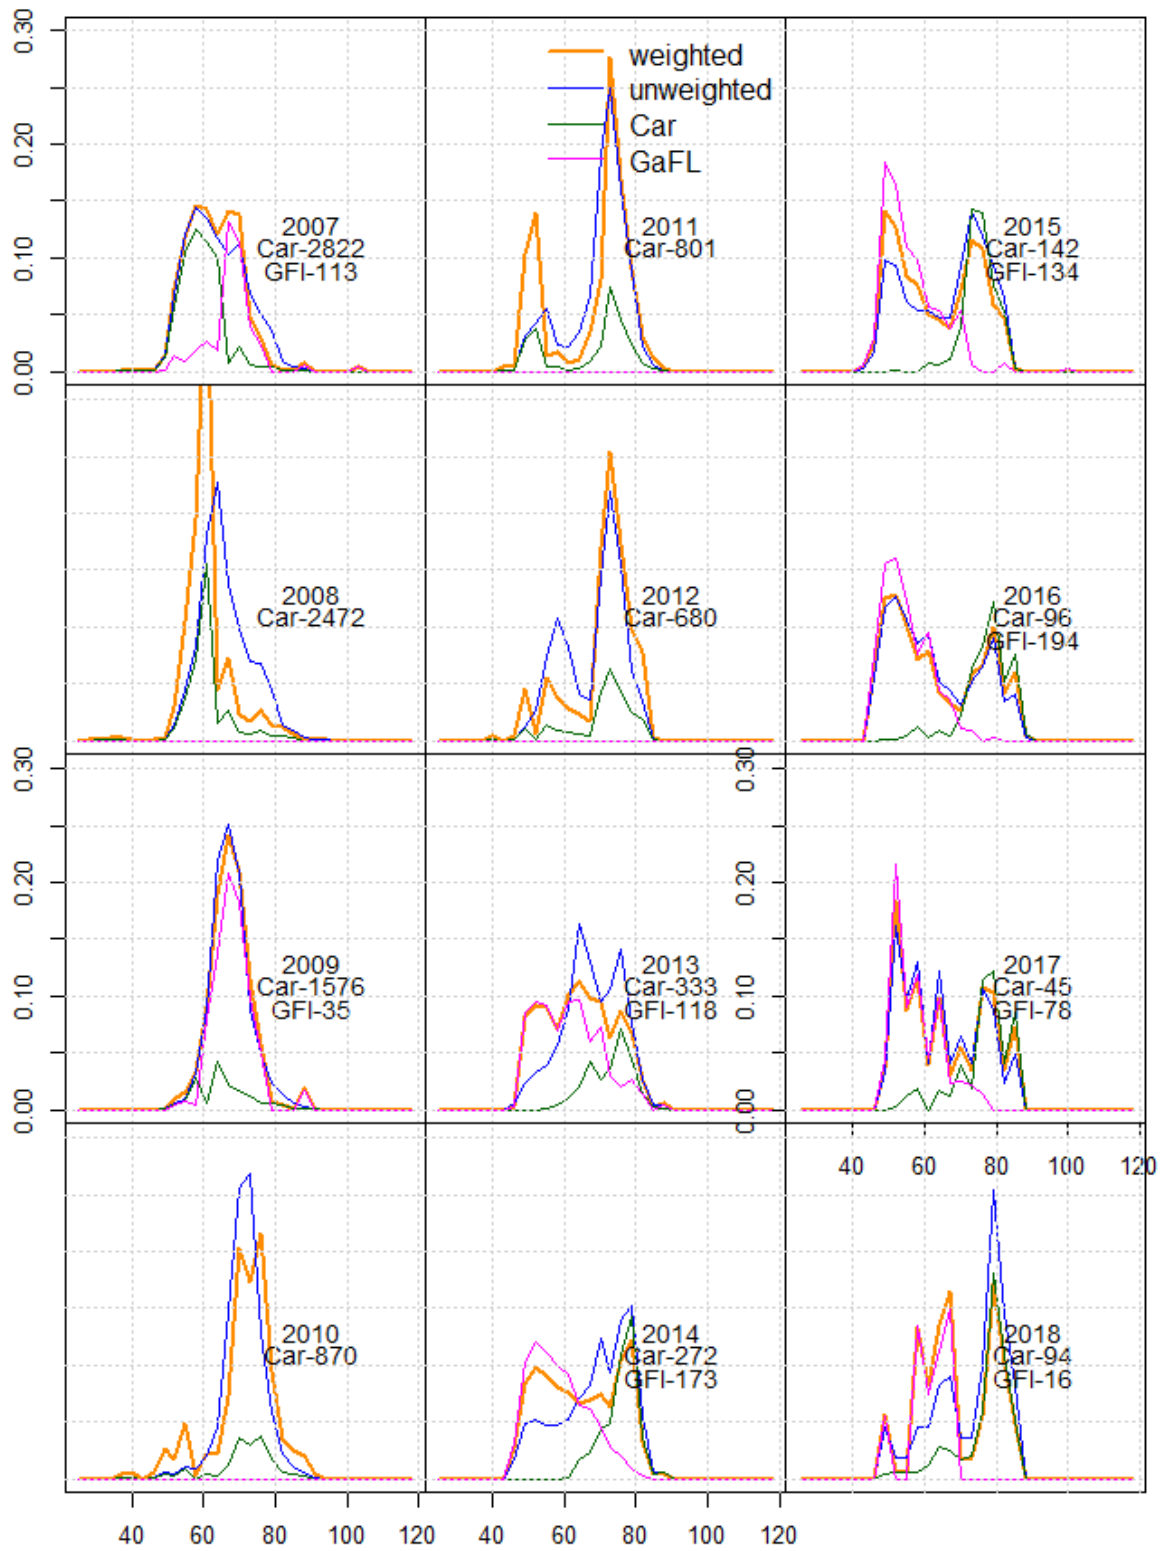 0.30
0.20
0.10
0.00
weighted
unweighted
Car
GaFL
2007
Car-2822
GFI-113
2011
Car-801
2015
Car-142
GFI-134
2008
Car-2472
2012
Car-680
2016
Car-96
GFI-194
0.30
0.20
0.10
0.00
2009
Car-1576
GFI-35
0.30
0.20
0.10
0.00
2013
Car-333
GFI-118
2017
Car-45
GFI-78
40 60 80 100 120
2010
Car-870
2014
Car-272
GFI-173
2018
Car-94
GFI-16
40 60 80 100 120
40 60 80 100 120